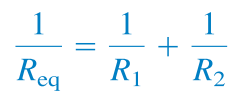 1/R_eq = 1/R_1 + 1/R_2